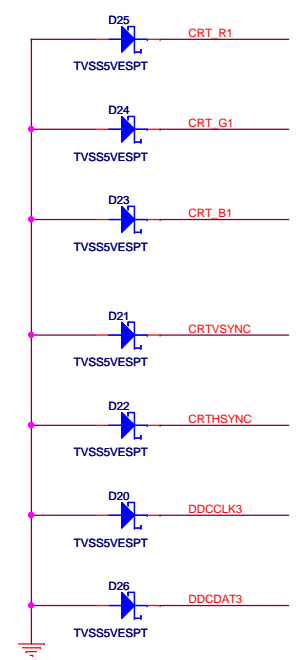 D25
CRT_R1
TVSS5VESPT
D24
CRT_G1
TVSS5VESPT
D23
CRT_B1
TVSS5VESPT
D21
CRTVSYNC
TVSS5VESPT
D22
CRTHSYNC
TVSS5VESPT
D20
DDCCLK3
TVSS5VESPT
D26
DDCDAT3
TVSS5VESPT